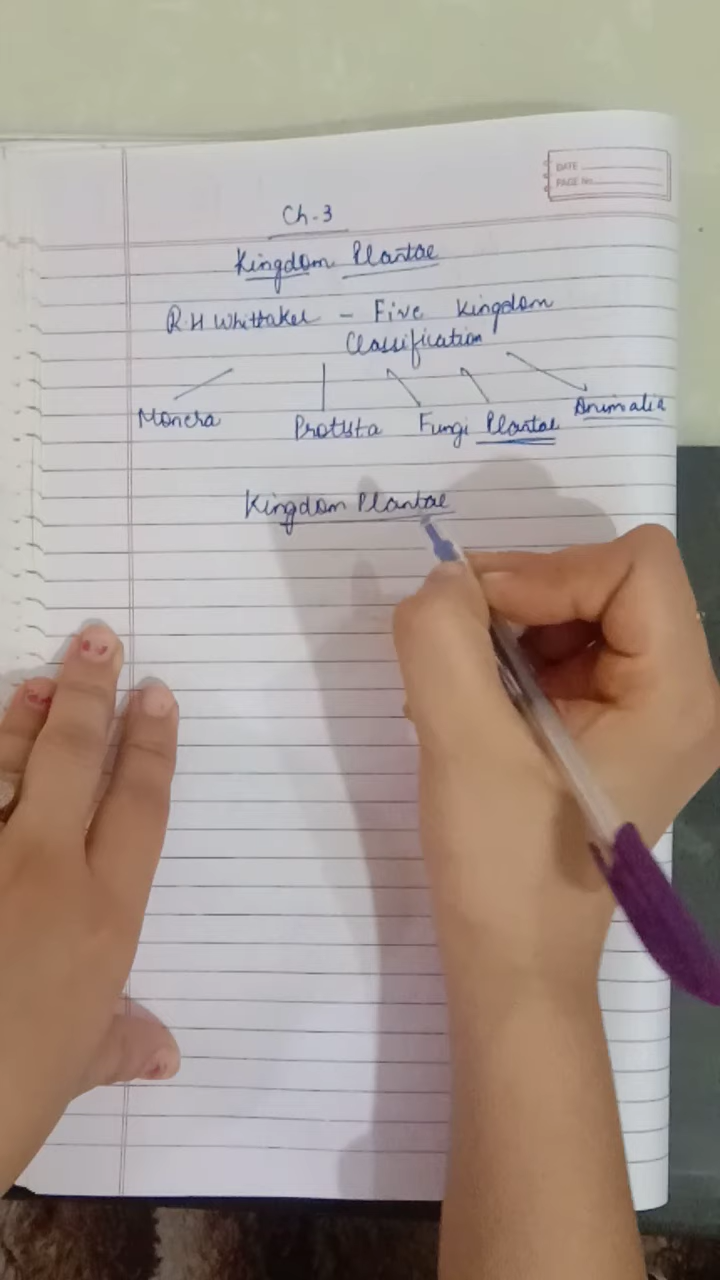 DATE
PAGE No.
Ch-3
Kingdom Plantae
R.H Whittaker - Five Kingdom
Classification
Monera Protista Fungi Plantae Animalia
Kingdom Plantae